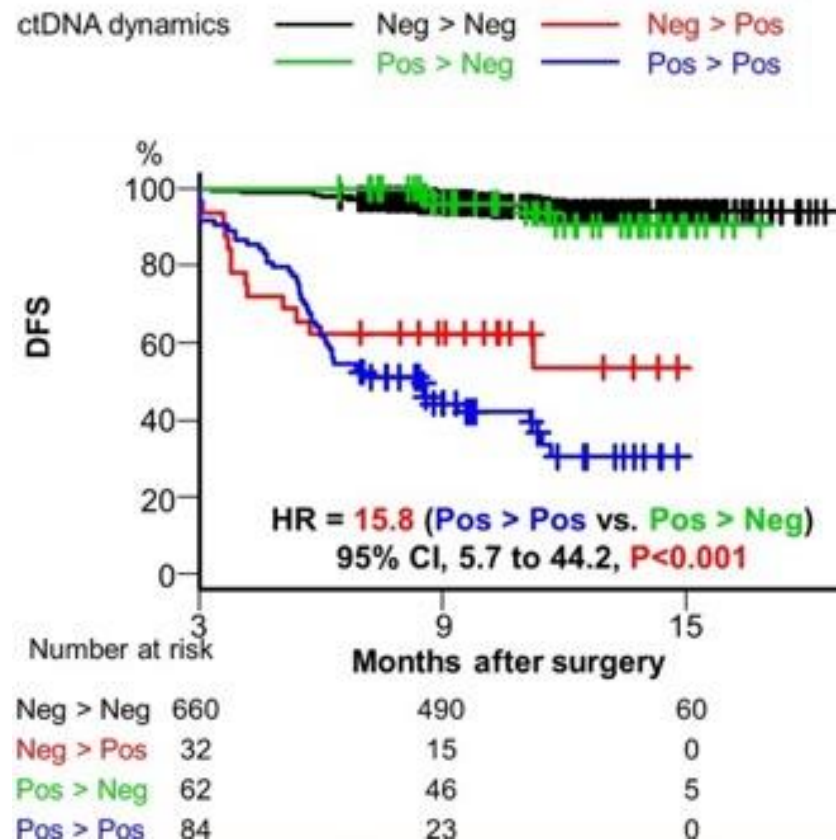 ctDNA dynamics Neg > Neg Neg > Pos
Pos > Neg Pos > Pos
%
100
80
60
40
20
0
DFS
HR = 15.8 (Pos > Pos vs. Pos > Neg)
95% CI, 5.7 to 44.2, P<0.001
3 9 15
Number at risk
Months after surgery
Neg > Neg 660 490 60
Neg > Pos 32 15 0
Pos > Neg 62 46 5
Pos > Pos 84 23 0